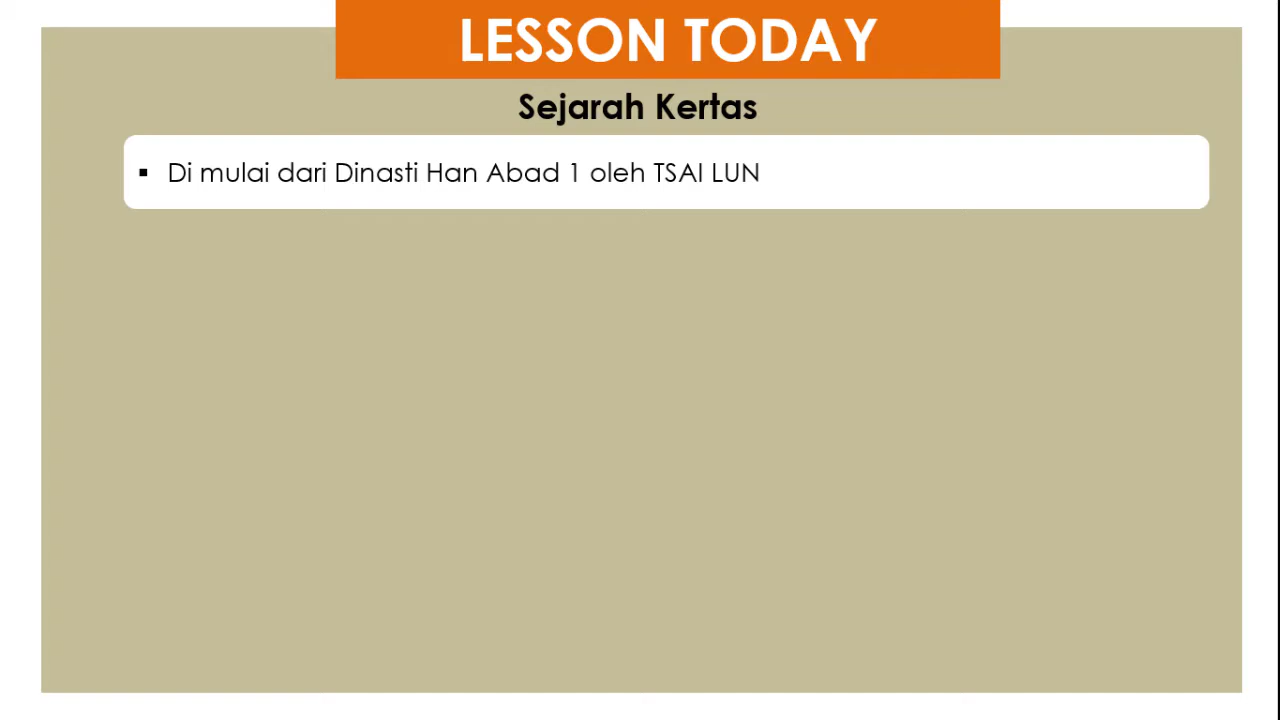 LESSON TODAY
Sejarah Kertas
▪ Di mulai dari Dinasti Han Abad 1 oleh TSAI LUN